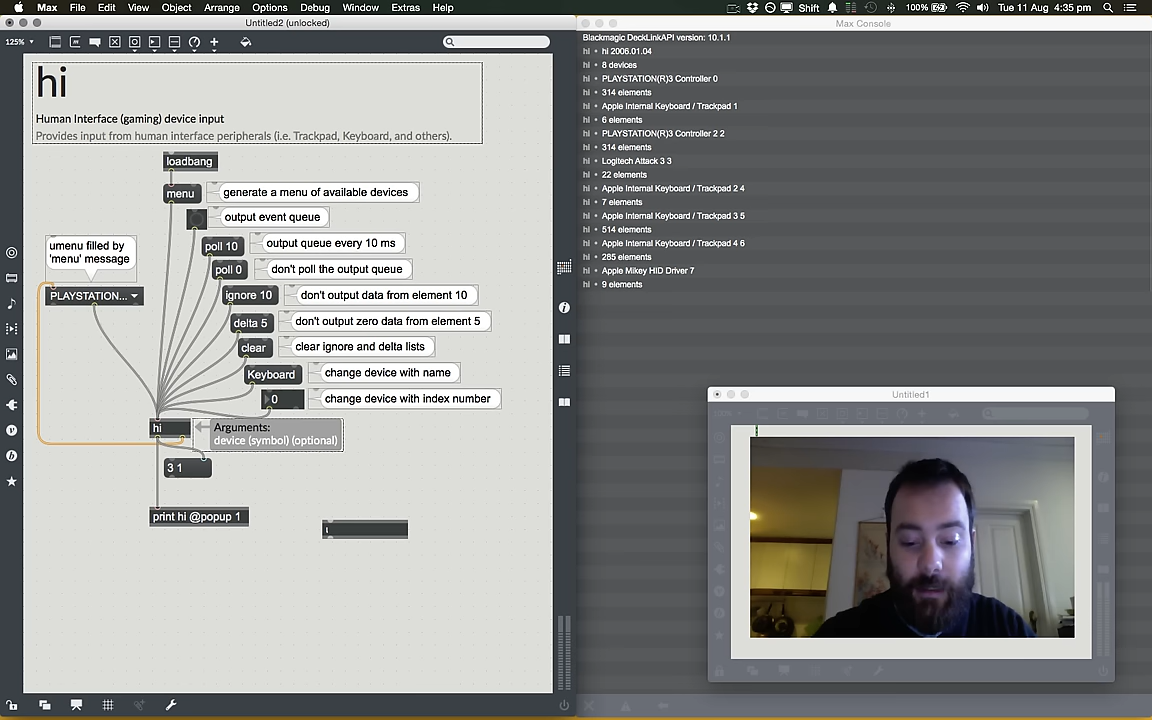 Max File Edit View Object Arrange Options Debug Window Extras Help
Shift 100% Tue 11 Aug 4:35 pm
Untitled2 (unlocked)
Max Console
125%
hi
Human Interface (gaming) device input
Provides input from human interface peripherals (i.e. Trackpad, Keyboard, and others).
loadbang
menu
generate a menu of available devices
output event queue
umenu filled by
'menu' message
poll 10
output queue every 10 ms
poll 0
don't poll the output queue
PLAYSTATION...
ignore 10
don't output data from element 10
delta 5
don't output zero data from element 5
clear
clear ignore and delta lists
Keyboard
change device with name
0
change device with index number
hi
Arguments:
device (symbol) (optional)
3 1
print hi @popup 1
Blackmagic DeckLinkAPI version: 10.1.1
hi • hi 2006.01.04
hi • 8 devices
hi • PLAYSTATION(R)3 Controller 0
hi • 314 elements
hi • Apple Internal Keyboard / Trackpad 1
hi • 6 elements
hi • PLAYSTATION(R)3 Controller 2 2
hi • 314 elements
hi • Logitech Attack 3 3
hi • 22 elements
hi • Apple Internal Keyboard / Trackpad 2 4
hi • 7 elements
hi • Apple Internal Keyboard / Trackpad 3 5
hi • 514 elements
hi • Apple Internal Keyboard / Trackpad 4 6
hi • 285 elements
hi • Apple Mikey HID Driver 7
hi • 9 elements
Untitled1